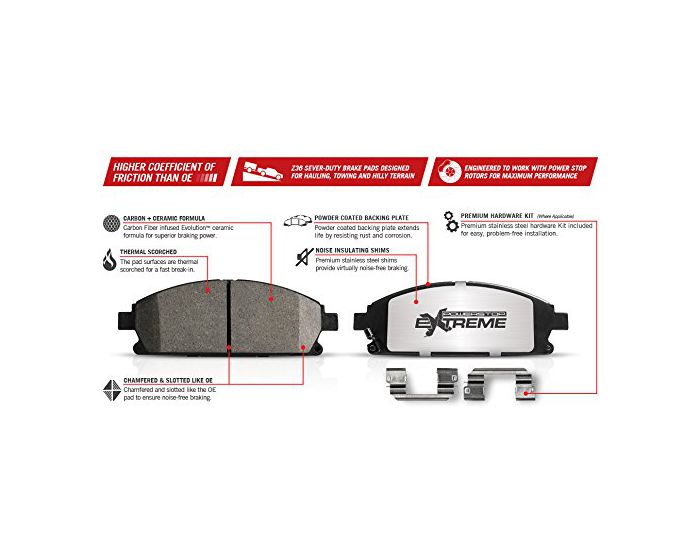 HIGHER COEFFICIENT OF
FRICTION THAN OE
Z36 SEVER-DUTY BRAKE PADS DESIGNED
FOR HAULING, TOWING AND HILLY TERRAIN
ENGINEERED TO WORK WITH POWER STOP
ROTORS FOR MAXIMUM PERFORMANCE
CARBON + CERAMIC FORMULA
Carbon Fiber infused Evolution™ ceramic
formula for superior braking power.
THERMAL SCORCHED
The pad surfaces are thermal
scorched for a fast break-in.
POWDER COATED BACKING PLATE
Powder coated backing plate extends
life by resisting rust and corrosion.
NOISE INSULATING SHIMS
Premium stainless steel shims
provide virtually noise-free braking.
PREMIUM HARDWARE KIT (Where Applicable)
Premium stainless steel hardware Kit included
for easy, problem-free installation.
POWERSTOP
EXTREME
CHAMFERED & SLOTTED LIKE OE
Chamfered and slotted like the OE
pad to ensure noise-free braking.